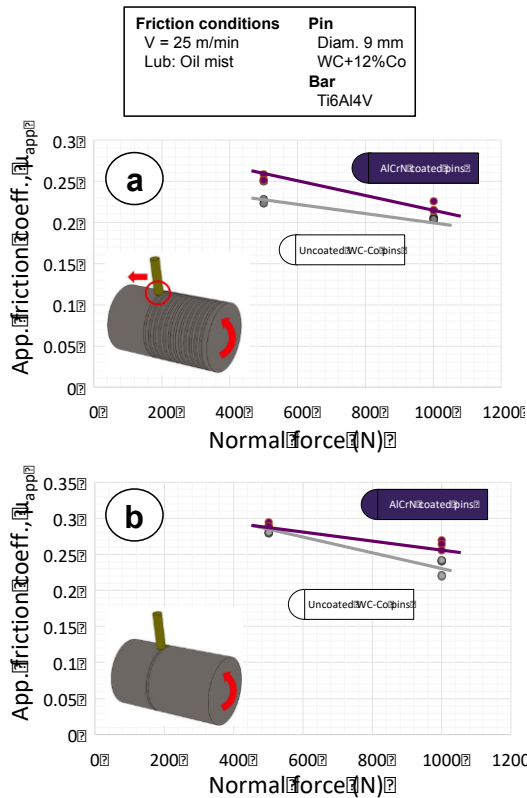 Friction conditions Pin
V = 25 m/min Diam. 9 mm
Lub: Oil mist WC+12%Co
Bar
Ti6Al4V
0.3
a
AlCrN coated pins
0.25
0.2
Uncoated WC-Co pins
0.15
0.1
0.05
0
App. friction coeff., µapp
0 200 400 600 800 1000 1200
Normal force (N)
0.35
b
AlCrN coated pins
0.3
0.25
0.2
Uncoated WC-Co pins
0.15
0.1
0.05
0
App. friction coeff., µapp
0 200 400 600 800 1000 1200
Normal force (N)